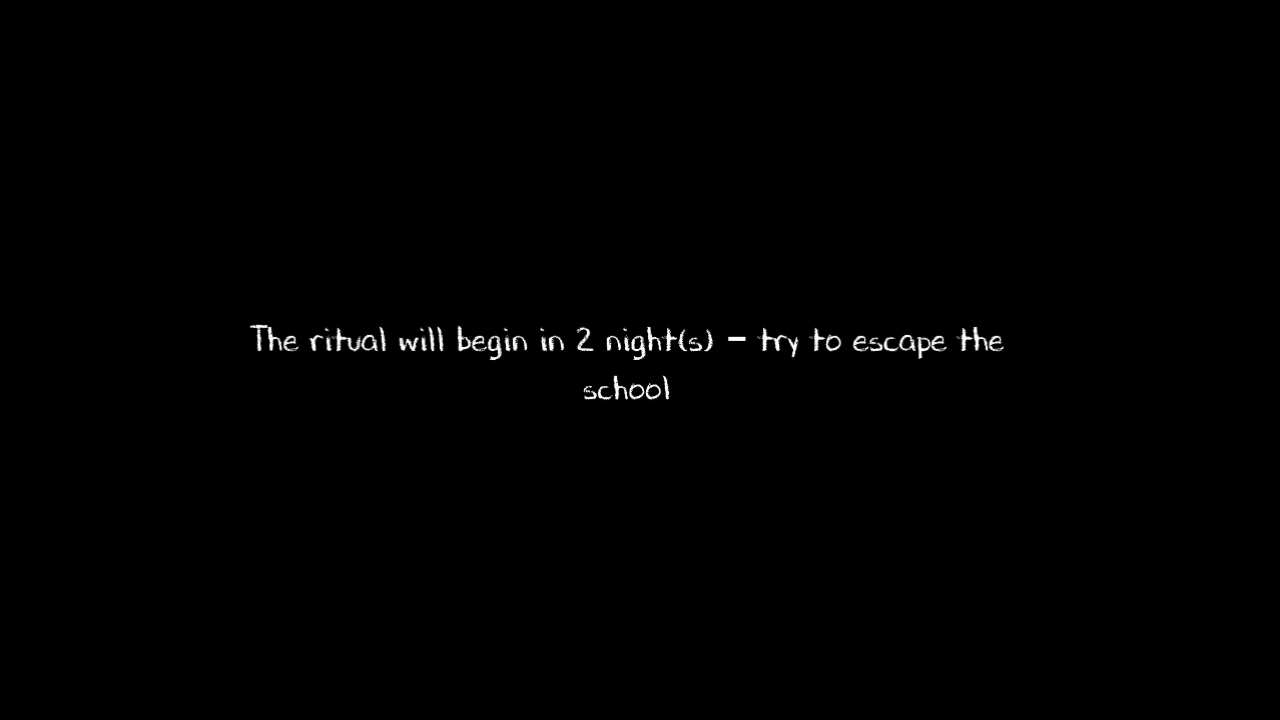 The ritual will begin in 2 night(s) - try to escape the
school